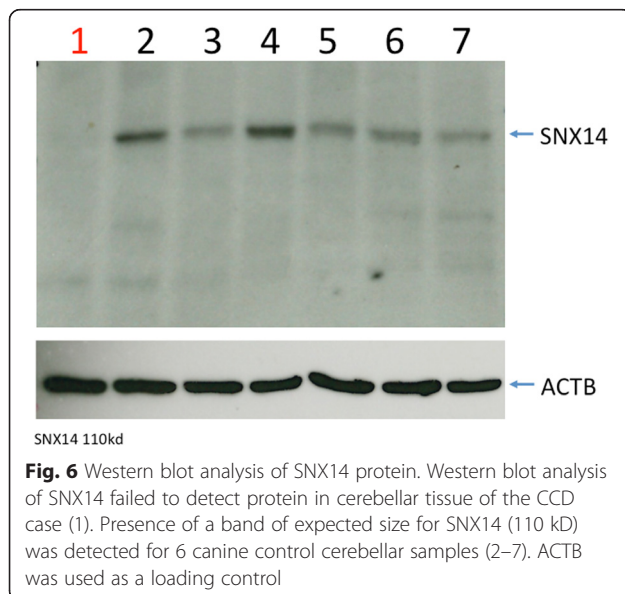 1 2 3 4 5 6 7
SNX14
ACTB
SNX14 110kd
Fig. 6 Western blot analysis of SNX14 protein. Western blot analysis
of SNX14 failed to detect protein in cerebellar tissue of the CCD
case (1). Presence of a band of expected size for SNX14 (110 kD)
was detected for 6 canine control cerebellar samples (2–7). ACTB
was used as a loading control